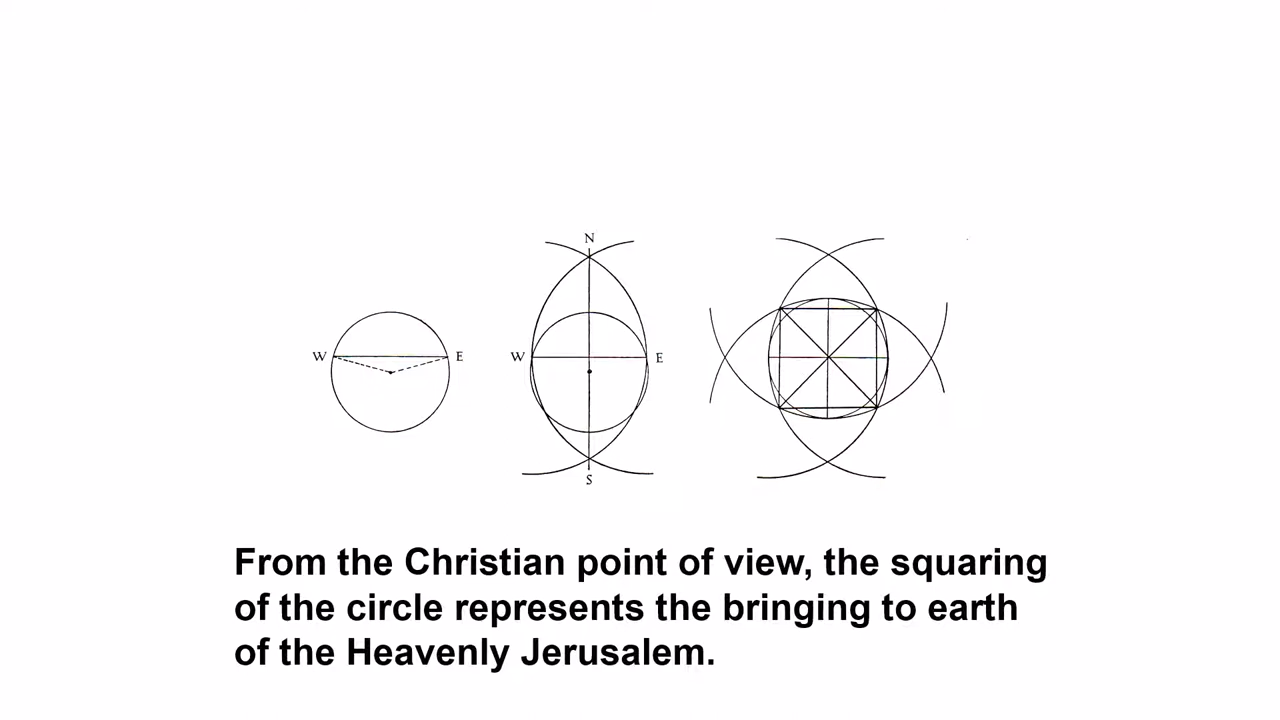 N
W E
W E
S
From the Christian point of view, the squaring
of the circle represents the bringing to earth
of the Heavenly Jerusalem.